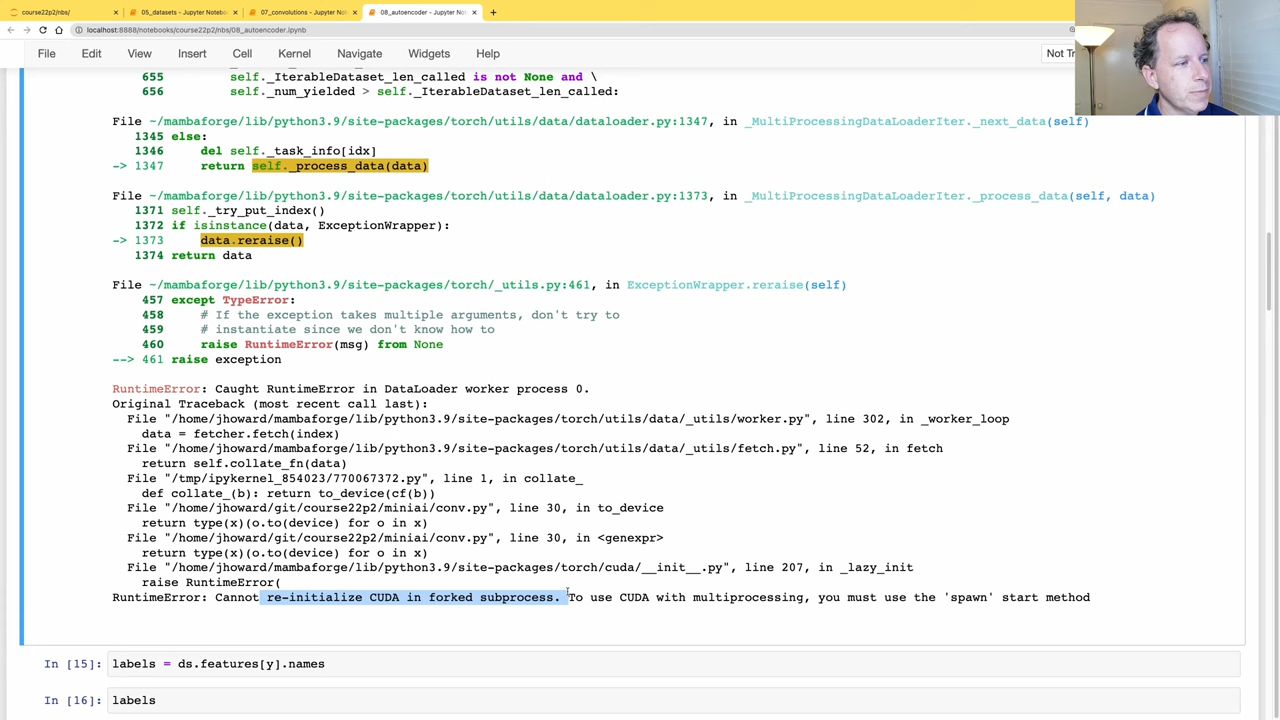 course22p2/nbs/
05_datasets - Jupyter Notebo
07_convolutions - Jupyter No
08_autoencoder - Jupyter Not
localhost:8888/notebooks/course22p2/nbs/08_autoencoder.ipynb
File Edit View Insert Cell Kernel Navigate Widgets Help Not Tr
655 self._IterableDataset_len_called is not None and \
656 self._num_yielded > self._IterableDataset_len_called:
File ~/mambaforge/lib/python3.9/site-packages/torch/utils/data/dataloader.py:1347, in _MultiProcessingDataLoaderIter._next_data(self)
1345 else:
1346 del self._task_info[idx]
-> 1347 return self._process_data(data)
File ~/mambaforge/lib/python3.9/site-packages/torch/utils/data/dataloader.py:1373, in _MultiProcessingDataLoaderIter._process_data(self, data)
1371 self._try_put_index()
1372 if isinstance(data, ExceptionWrapper):
-> 1373 data.reraise()
1374 return data
File ~/mambaforge/lib/python3.9/site-packages/torch/_utils.py:461, in ExceptionWrapper.reraise(self)
457 except TypeError:
458 # If the exception takes multiple arguments, don't try to
459 # instantiate since we don't know how to
460 raise RuntimeError(msg) from None
--> 461 raise exception
RuntimeError: Caught RuntimeError in DataLoader worker process 0.
Original Traceback (most recent call last):
File "/home/jhoward/mambaforge/lib/python3.9/site-packages/torch/utils/data/_utils/worker.py", line 302, in _worker_loop
data = fetcher.fetch(index)
File "/home/jhoward/mambaforge/lib/python3.9/site-packages/torch/utils/data/_utils/fetch.py", line 52, in fetch
return self.collate_fn(data)
File "/tmp/ipykernel_854023/770067372.py", line 1, in collate_
def collate_(b): return to_device(cf(b))
File "/home/jhoward/git/course22p2/miniai/conv.py", line 30, in to_device
return type(x)(o.to(device) for o in x)
File "/home/jhoward/git/course22p2/miniai/conv.py", line 30, in <genexpr>
return type(x)(o.to(device) for o in x)
File "/home/jhoward/mambaforge/lib/python3.9/site-packages/torch/cuda/__init__.py", line 207, in _lazy_init
raise RuntimeError(
RuntimeError: Cannot re-initialize CUDA in forked subprocess. To use CUDA with multiprocessing, you must use the 'spawn' start method
In [15]: labels = ds.features[y].names
In [16]: labels